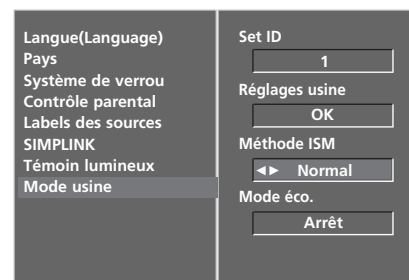 Langue(Language)
Pays
Système de verrou
Contrôle parental
Labels des sources
SIMPLINK
Témoin lumineux
Mode usine
Set ID
1
Réglages usine
OK
Méthode ISM
◄► Normal
Mode éco.
Arrêt